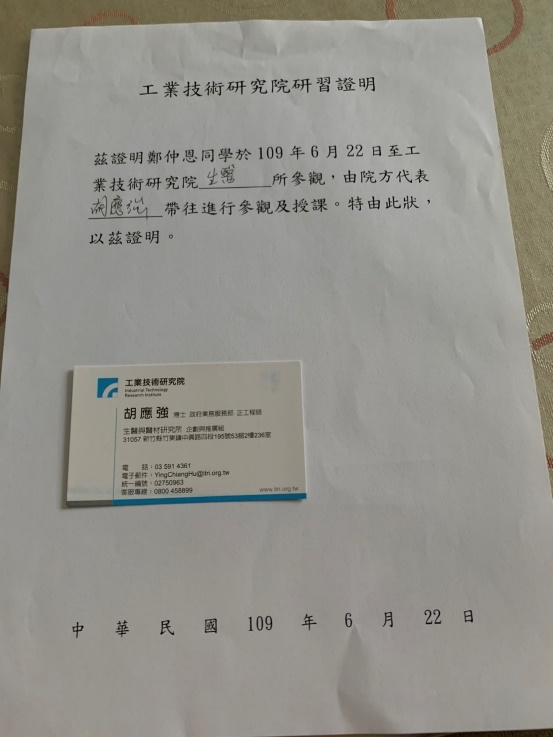 工業技術研究院研習證明
茲證明鄭仲恩同學於 109 年 6 月 22 日至工
業技術研究院 生醫 所參觀，由院方代表
胡應強 帶往進行參觀及授課。特由此狀，
以茲證明。
工業技術研究院
Industrial Technology
Research Institute
胡應強 博士 政府業務服務部 正工程師
生醫與醫材研究所 企劃與推廣組
31057 新竹縣竹東鎮中興路四段195號53館2樓236室
電 話：03 591 4361
電子郵件：YingChiangHu@itri.org.tw
統一編號：02750963
客服專線：0800 458899
www.itri.org.tw
中 華 民 國 109 年 6 月 22 日